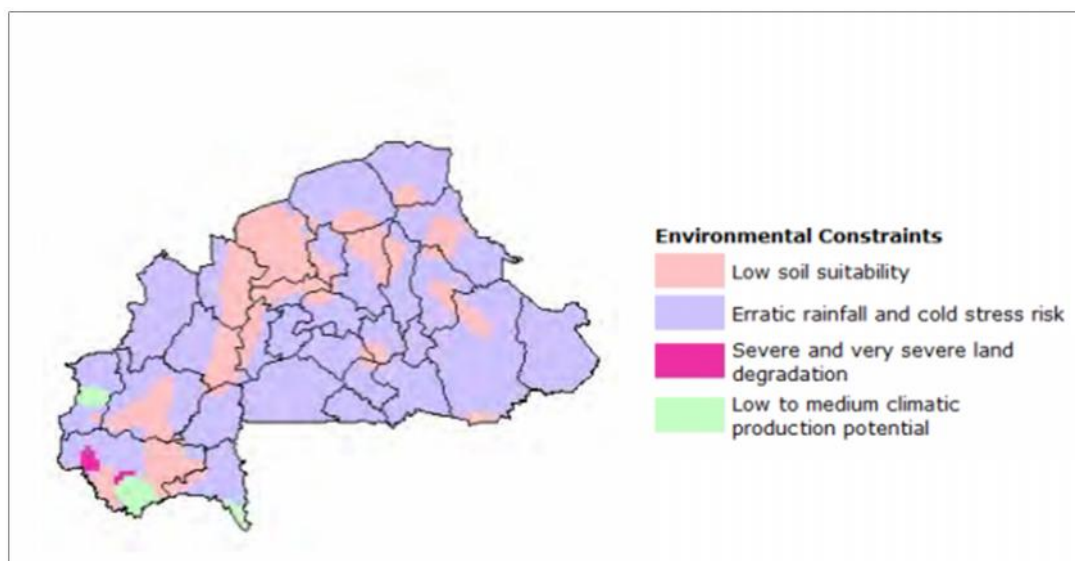 Environmental Constraints
Low soil suitability
Erratic rainfall and cold stress risk
Severe and very severe land
degradation
Low to medium climatic
production potential